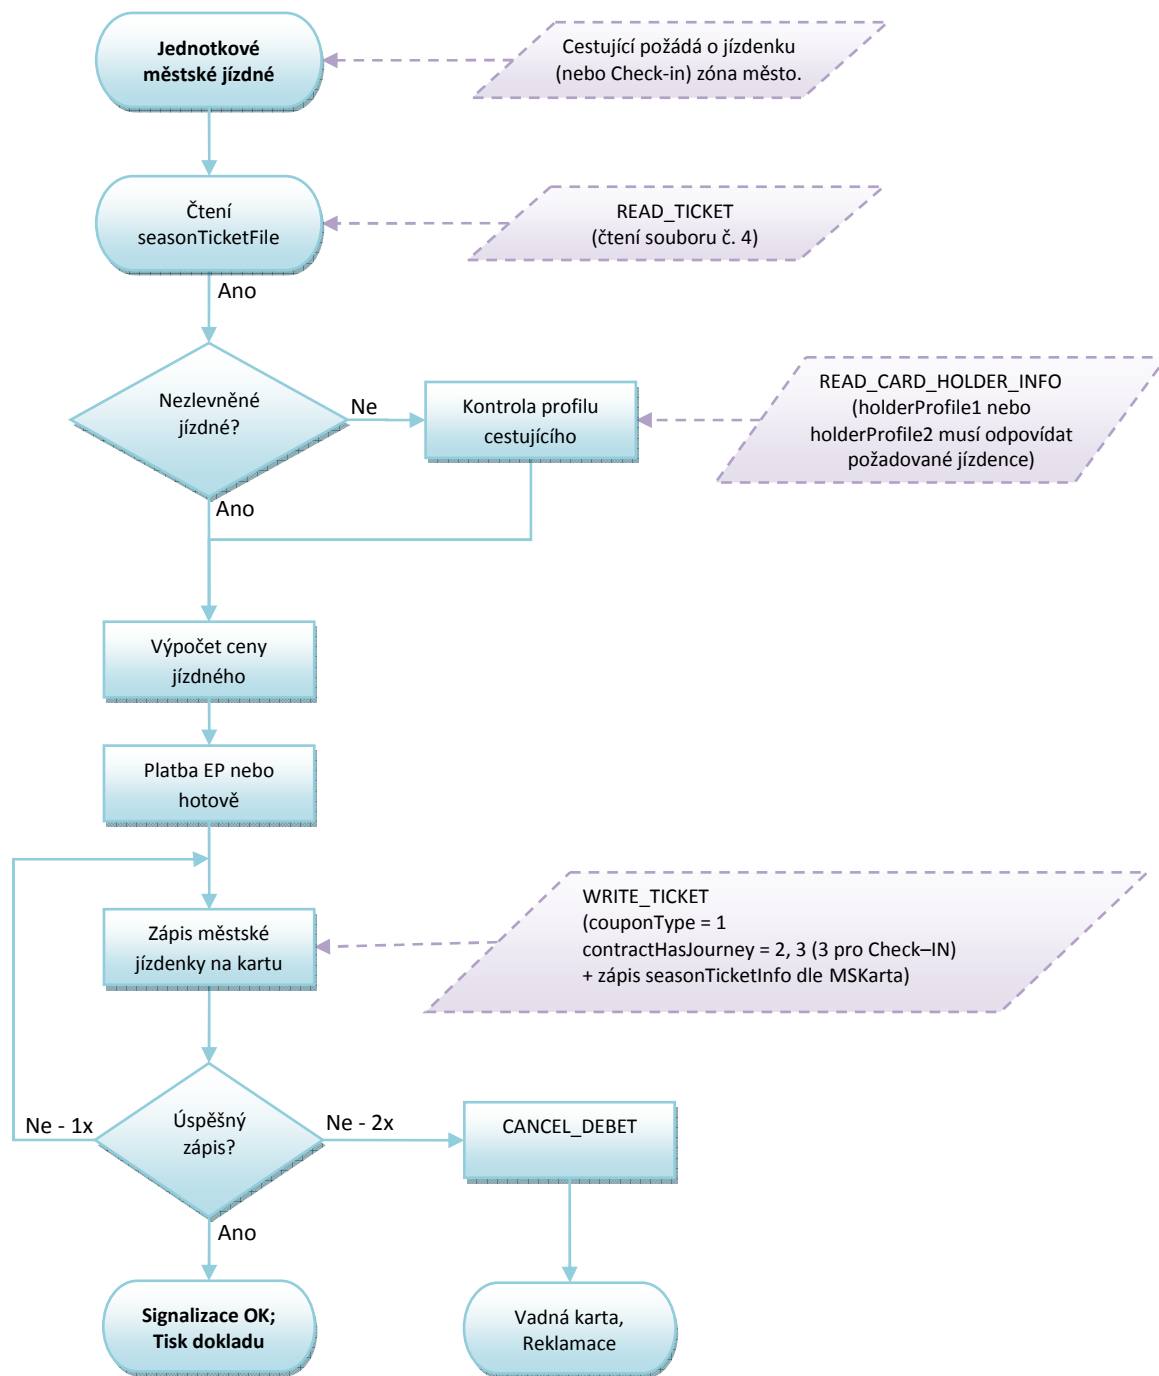 Jednotkové
městské jízdné
Cestující požádá o jízdenku
(nebo Check-in) zóna město.
Čtení
seasonTicketFile
READ_TICKET
(čtení souboru č. 4)
Ano
Nezlevněné
jízdné?
Ne
Kontrola profilu
cestujícího
READ_CARD_HOLDER_INFO
(holderProfile1 nebo
holderProfile2 musí odpovídat
požadované jízdence)
Ano
Výpočet ceny
jízdného
Platba EP nebo
hotově
Zápis městské
jízdenky na kartu
WRITE_TICKET
(couponType = 1
contractHasJourney = 2, 3 (3 pro Check–IN)
+ zápis seasonTicketInfo dle MSKarta)
Úspěšný
zápis?
Ne - 1x
Ne - 2x
CANCEL_DEBET
Ano
Signalizace OK;
Tisk dokladu
Vadná karta,
Reklamace